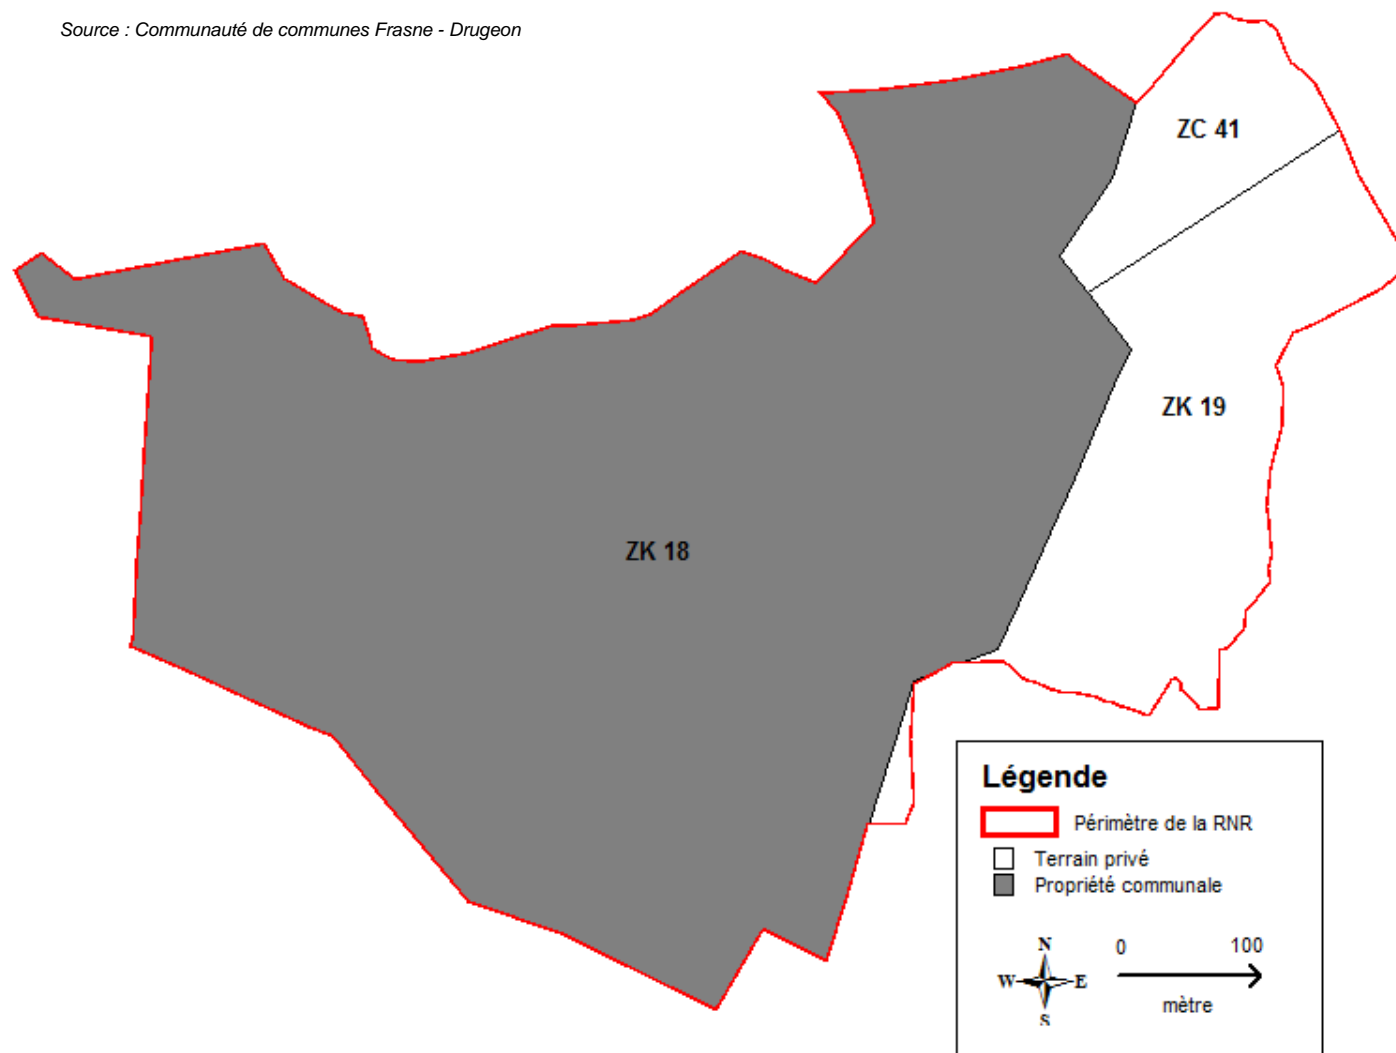 Source : Communauté de communes Frasne - Drugeon
ZC 41
ZK 19
ZK 18
Légende
Périmètre de la RNR
Terrain privé
Propriété communale
N
W E
S
0 100
mètre